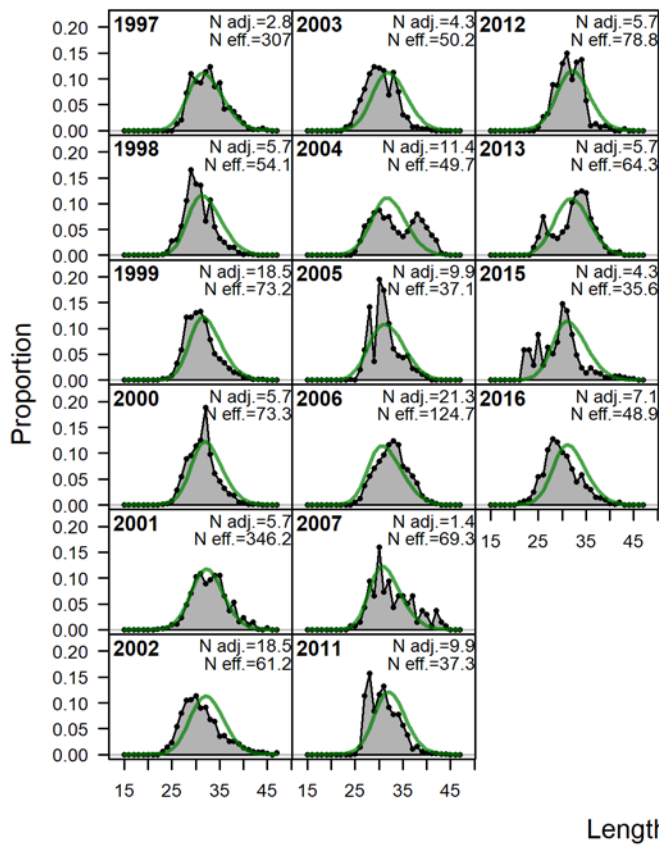 Proportion
1997
N adj.=2.8
N eff.=307
2003
N adj.=4.3
N eff.=50.2
2012
N adj.=5.7
N eff.=78.8
0.20
0.15
0.10
0.05
0.00
1998
N adj.=5.7
N eff.=54.1
2004
N adj.=11.4
N eff.=49.7
2013
N adj.=5.7
N eff.=64.3
0.20
0.15
0.10
0.05
0.00
1999
N adj.=18.5
N eff.=73.2
2005
N adj.=9.9
N eff.=37.1
2015
N adj.=4.3
N eff.=35.6
0.20
0.15
0.10
0.05
0.00
2000
N adj.=5.7
N eff.=73.3
2006
N adj.=21.3
N eff.=124.7
2016
N adj.=7.1
N eff.=48.9
0.20
0.15
0.10
0.05
0.00
15 25 35 45
2001
N adj.=5.7
N eff.=346.2
2007
N adj.=1.4
N eff.=69.3
0.20
0.15
0.10
0.05
0.00
2002
N adj.=18.5
N eff.=61.2
2011
N adj.=9.9
N eff.=37.3
0.20
0.15
0.10
0.05
0.00
15 25 35 45 15 25 35 45
Length